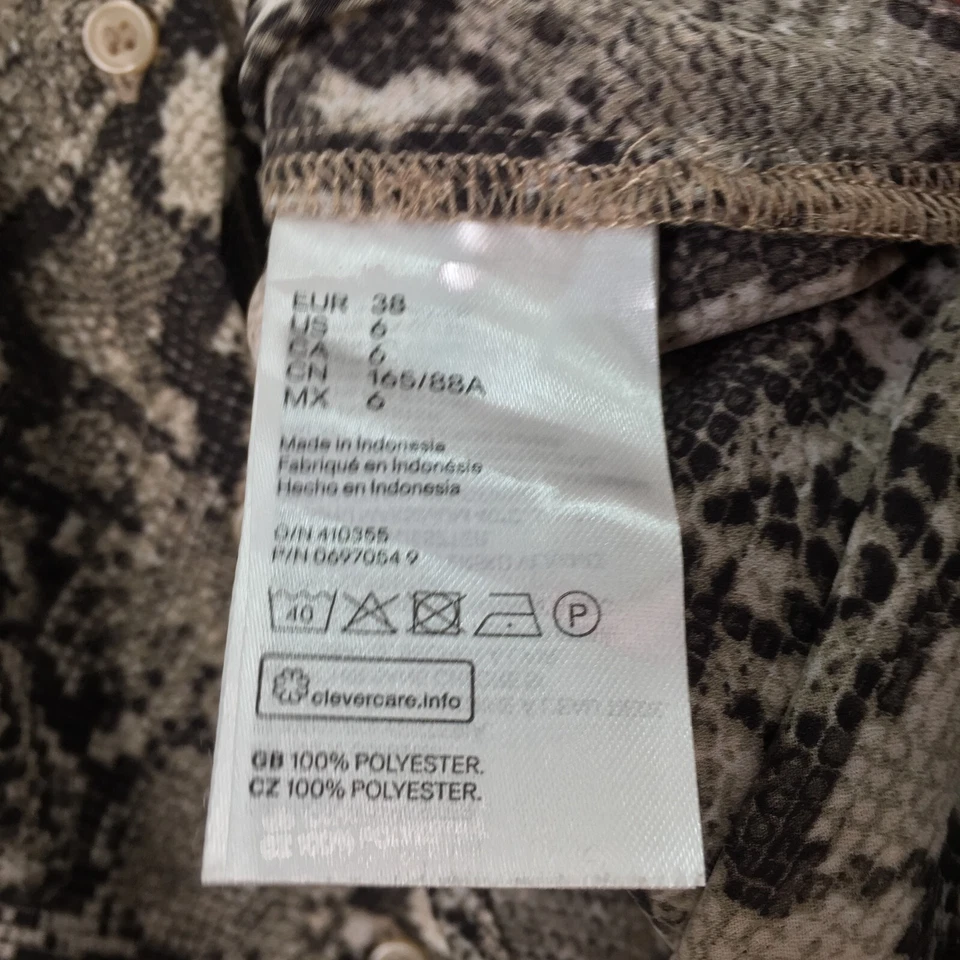 EUR 38
US 6
CA 6
CN 165/88A
MX 6
Made in Indonesia
Fabriqué en Indonésie
Hecho en Indonesia
O/N 410355
P/N 0697054 9
40 P
clevercare.info
GB 100% POLYESTER.
CZ 100% POLYESTER.